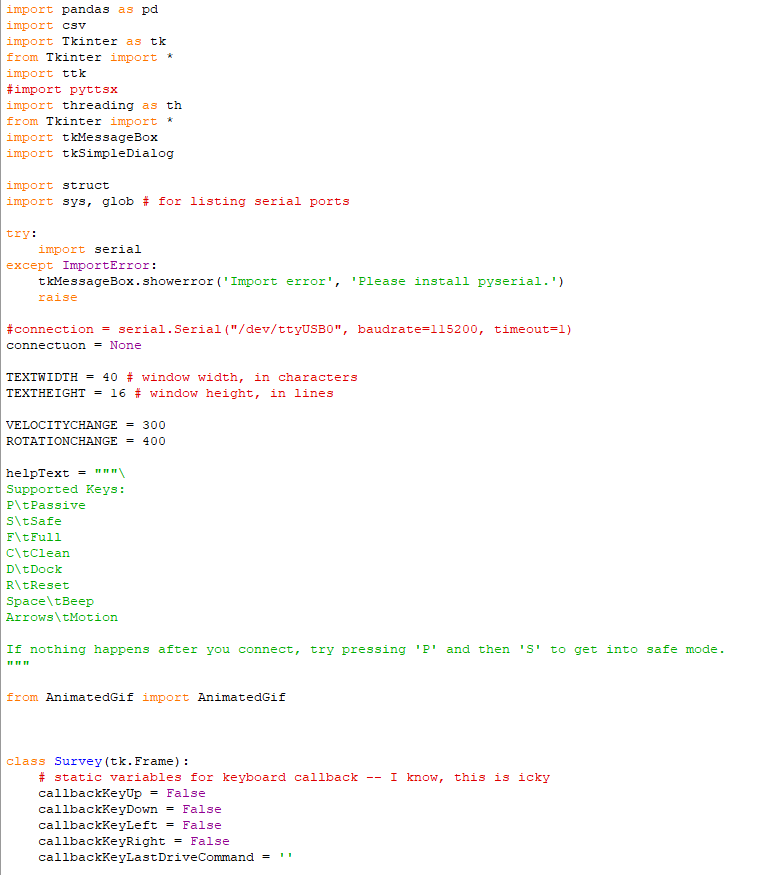 import pandas as pd
import csv
import Tkinter as tk
from Tkinter import *
import ttk
#import pyttsx
import threading as th
from Tkinter import *
import tkMessageBox
import tkSimpleDialog

import struct
import sys, glob # for listing serial ports

try:
    import serial
except ImportError:
    tkMessageBox.showerror('Import error', 'Please install pyserial.')
    raise

#connection = serial.Serial("/dev/ttyUSB0", baudrate=115200, timeout=1)
connectuon = None

TEXTWIDTH = 40 # window width, in characters
TEXTHEIGHT = 16 # window height, in lines

VELOCITYCHANGE = 300
ROTATIONCHANGE = 400

helpText = """\
Supported Keys:
P\tPassive
S\tSafe
F\tFull
C\tClean
D\tDock
R\tReset
Space\tBeep
Arrows\tMotion

If nothing happens after you connect, try pressing 'P' and then 'S' to get into safe mode.
"""

from AnimatedGif import AnimatedGif

class Survey(tk.Frame):
    # static variables for keyboard callback -- I know, this is icky
    callbackKeyUp = False
    callbackKeyDown = False
    callbackKeyLeft = False
    callbackKeyRight = False
    callbackKeyLastDriveCommand = ''